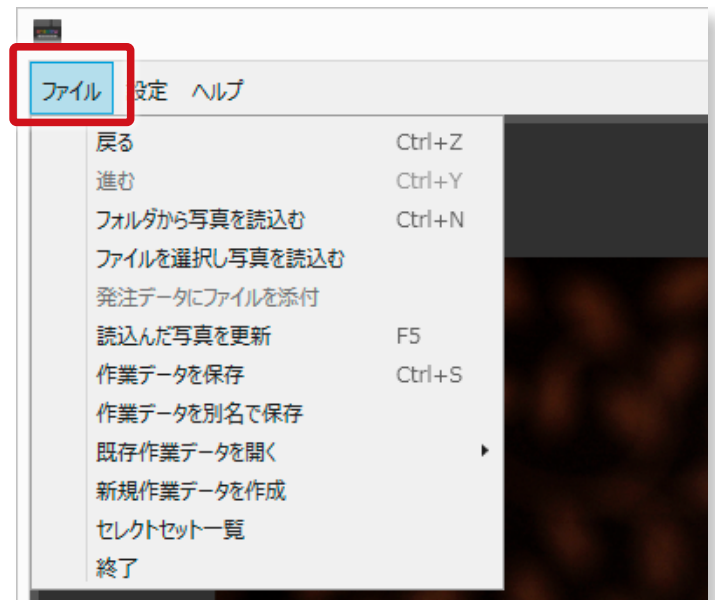 ファイル 設定 ヘルプ
戻る Ctrl+Z
進む Ctrl+Y
フォルダから写真を読込む Ctrl+N
ファイルを選択し写真を読込む
発注データにファイルを添付
読込んだ写真を更新 F5
作業データを保存 Ctrl+S
作業データを別名で保存
既存作業データを開く
新規作業データを作成
セレクトセット一覧
終了